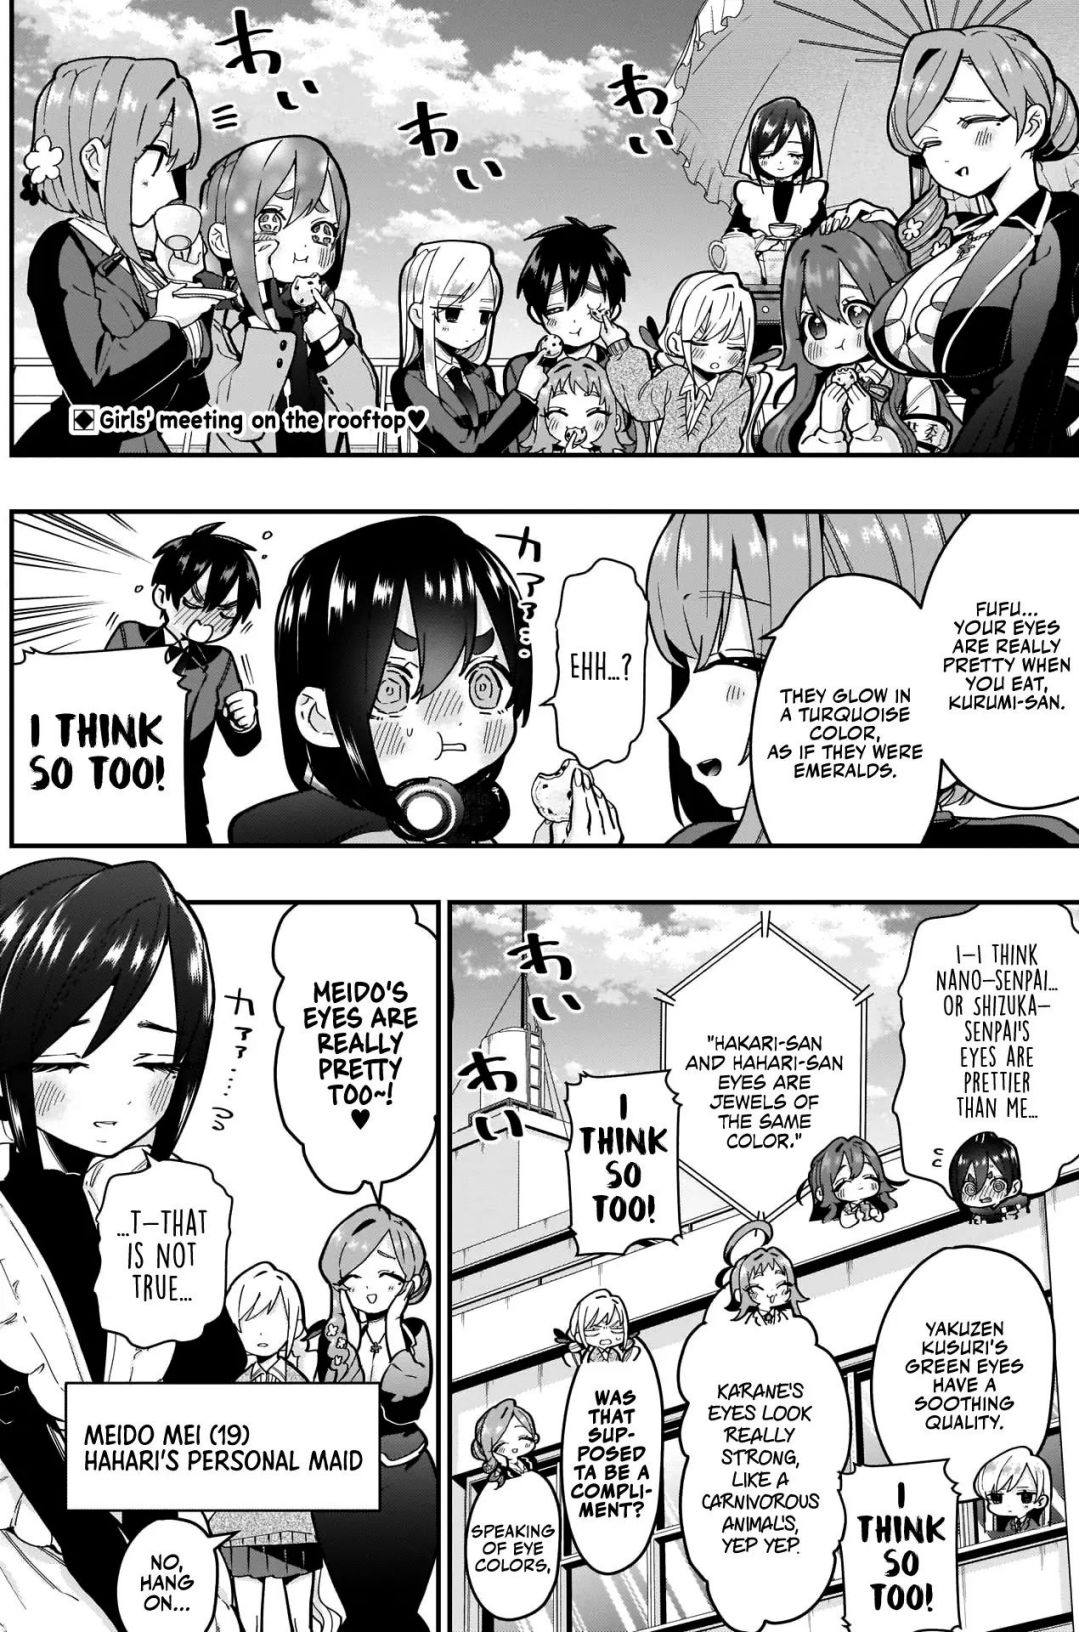 わい
わい
わい
わい
Girls' meeting on the rooftop♥
FUFU...
YOUR EYES
ARE REALLY
PRETTY WHEN
YOU EAT,
KURUMI-SAN.
THEY GLOW IN
A TURQUOISE
COLOR,
AS IF THEY WERE
EMERALDS.
EHH...?
カァァァ...
I THINK
SO TOO!
I-I THINK
NANO-SENPAI...
OR SHIZUKA-
SENPAI'S
EYES ARE
PRETTIER
THAN ME...
"HAKARI-SAN
AND HAHARI-SAN
EYES ARE
JEWELS OF
THE SAME
COLOR."
I
THINK
SO
TOO!
わい
わい
YAKUZEN
KUSURI'S
GREEN EYES
HAVE A
SOOTHING
QUALITY.
I
THINK
SO
TOO!
KARANE'S
EYES LOOK
REALLY
STRONG,
LIKE A
CARNIVOROUS
ANIMAL'S,
YEP YEP.
WAS
THAT
SUP-
POSED
TA BE A
COMPLI-
MENT?
SPEAKING
OF EYE
COLORS,
MEIDO'S
EYES ARE
REALLY
PRETTY
TOO~!
♥
カァァァ...
...T-THAT
IS NOT
TRUE...
MEIDO MEI (19)
HAHARI'S PERSONAL MAID
NO,
HANG
ON...